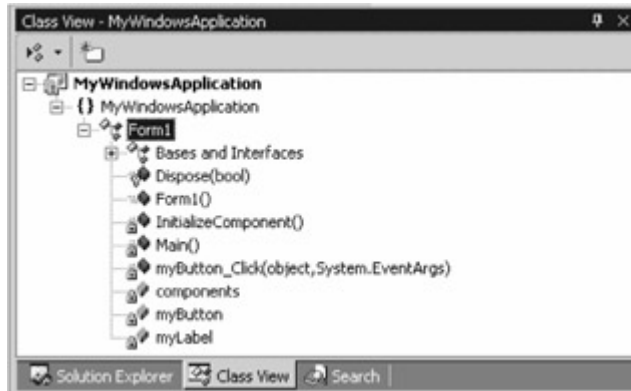 Class View - MyWindowsApplication
MyWindowsApplication
{} MyWindowsApplication
Form1
Bases and Interfaces
Dispose(bool)
Form1()
InitializeComponent()
Main()
myButton_Click(object,System.EventArgs)
components
myButton
myLabel
Solution Explorer Class View Search